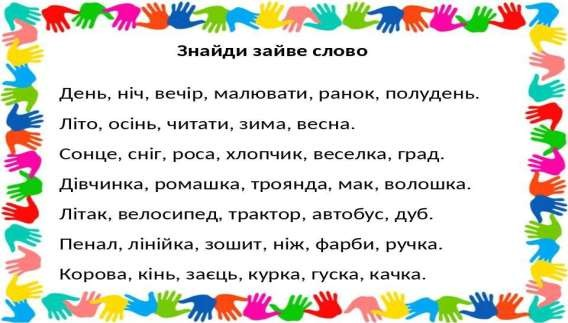 Знайди зайве слово
День, ніч, вечір, малювати, ранок, полудень.
Літо, осінь, читати, зима, весна.
Сонце, сніг, роса, хлопчик, веселка, град.
Дівчинка, ромашка, троянда, мак, волошка.
Літак, велосипед, трактор, автобус, дуб.
Пенал, лінійка, зошит, ніж, фарби, ручка.
Корова, кінь, заєць, курка, гуска, качка.